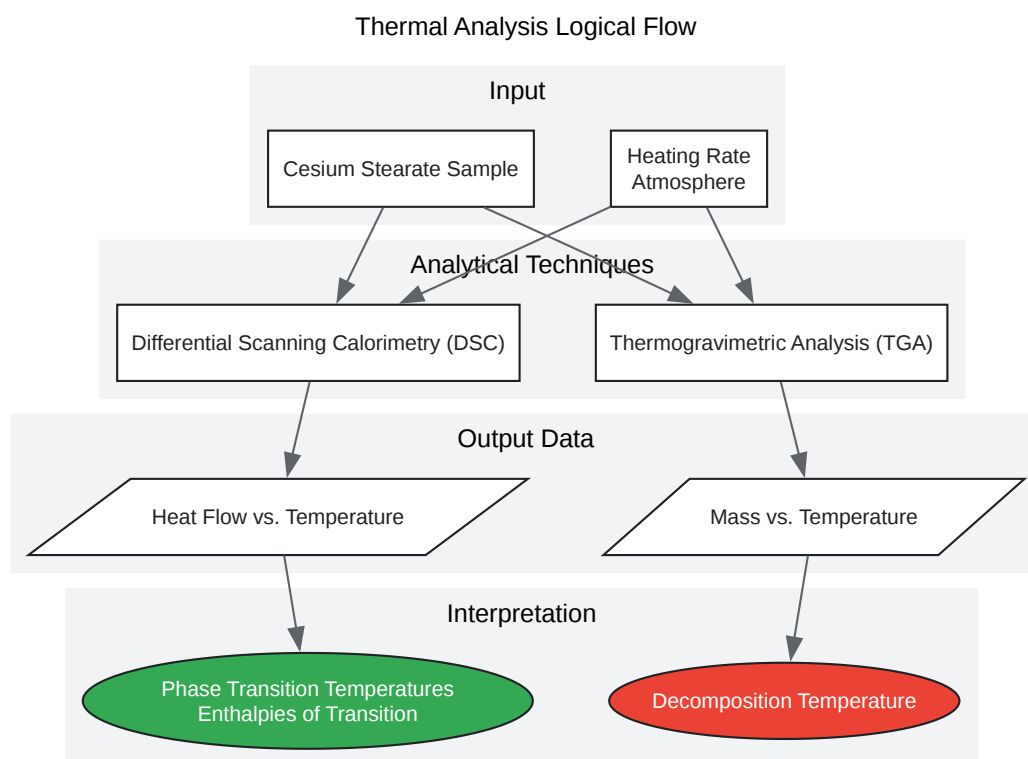 Thermal Analysis Logical Flow
Input
Cesium Stearate Sample
Heating Rate
Atmosphere
Analytical Techniques
Differential Scanning Calorimetry (DSC)
Thermogravimetric Analysis (TGA)
Output Data
Heat Flow vs. Temperature
Mass vs. Temperature
Interpretation
Phase Transition Temperatures
Enthalpies of Transition
Decomposition Temperature